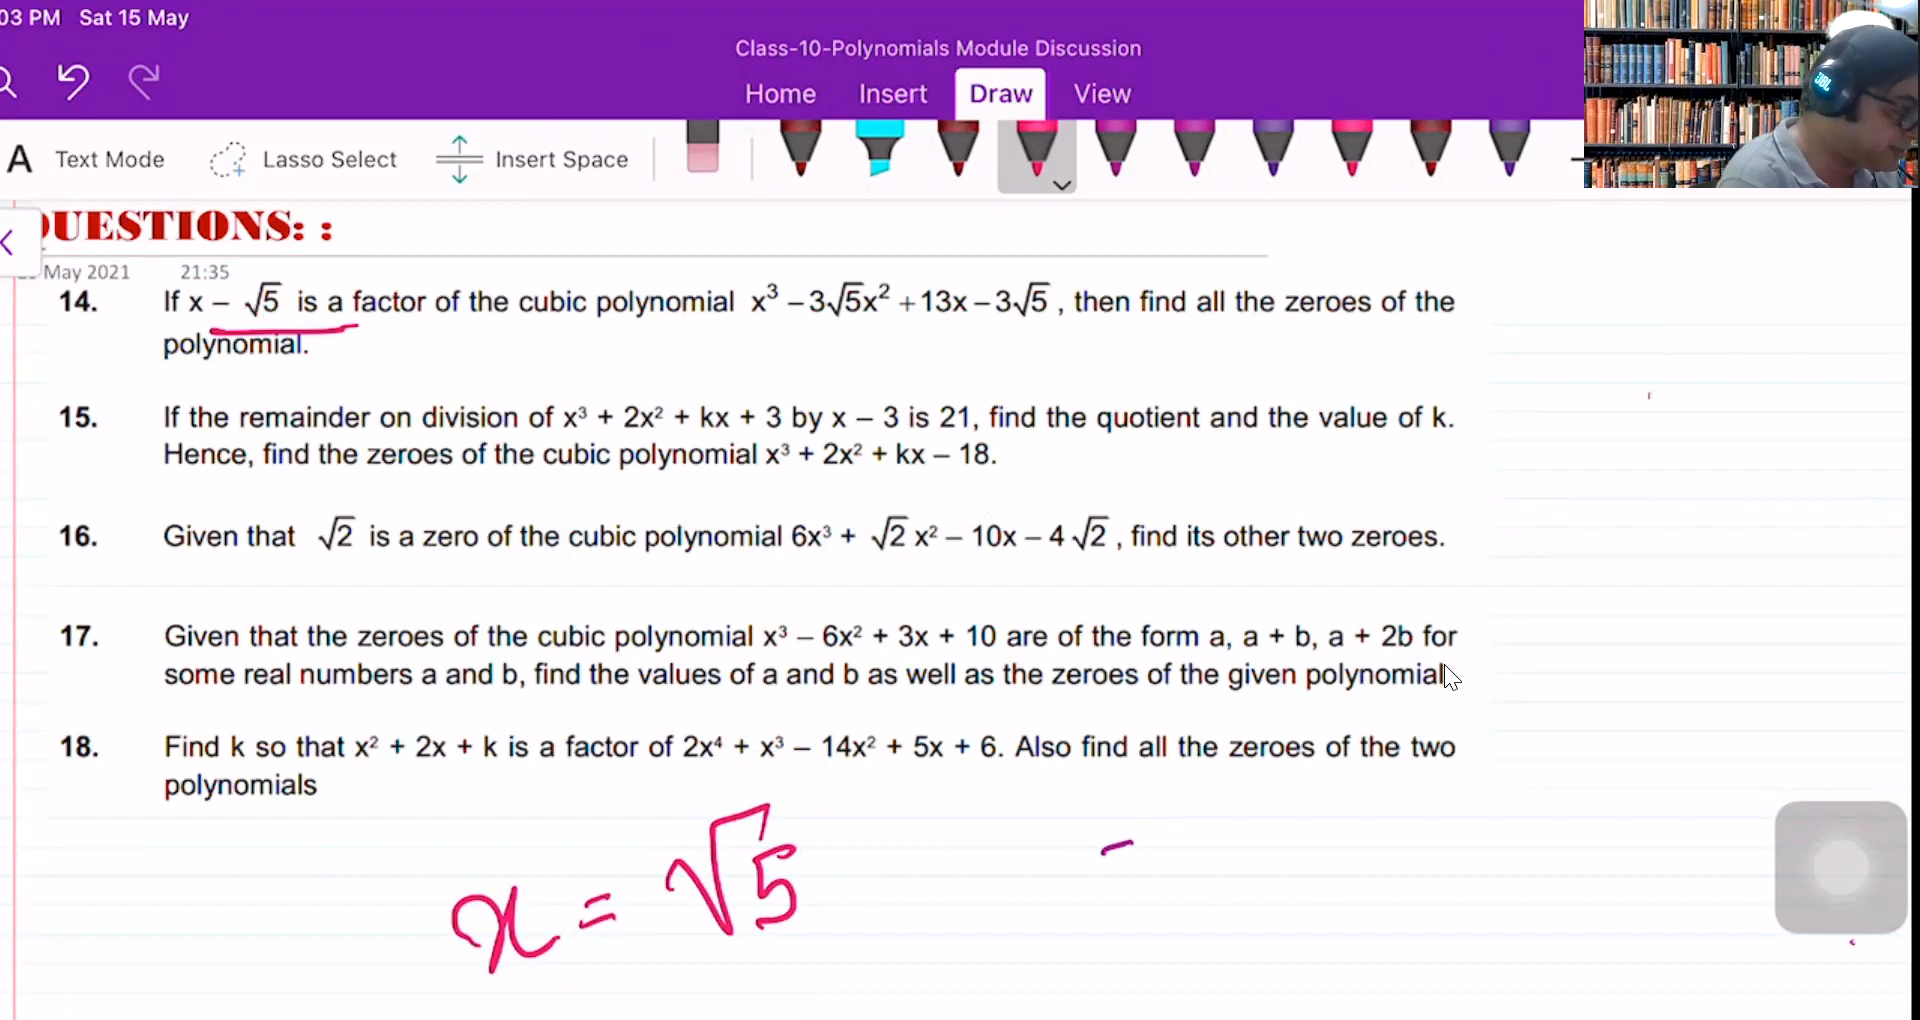 03 PM Sat 15 May
Class-10-Polynomials Module Discussion
Home Insert Draw View
A Text Mode Lasso Select Insert Space
QUESTIONS: :
May 2021 21:35
14. If x – √5 is a factor of the cubic polynomial x³ – 3√5x² + 13x – 3√5 , then find all the zeroes of the
polynomial.
15. If the remainder on division of x³ + 2x² + kx + 3 by x – 3 is 21, find the quotient and the value of k.
Hence, find the zeroes of the cubic polynomial x³ + 2x² + kx – 18.
16. Given that √2 is a zero of the cubic polynomial 6x³ + √2 x² – 10x – 4 √2 , find its other two zeroes.
17. Given that the zeroes of the cubic polynomial x³ – 6x² + 3x + 10 are of the form a, a + b, a + 2b for
some real numbers a and b, find the values of a and b as well as the zeroes of the given polynomial.
18. Find k so that x² + 2x + k is a factor of 2x⁴ + x³ – 14x² + 5x + 6. Also find all the zeroes of the two
polynomials
x = √5